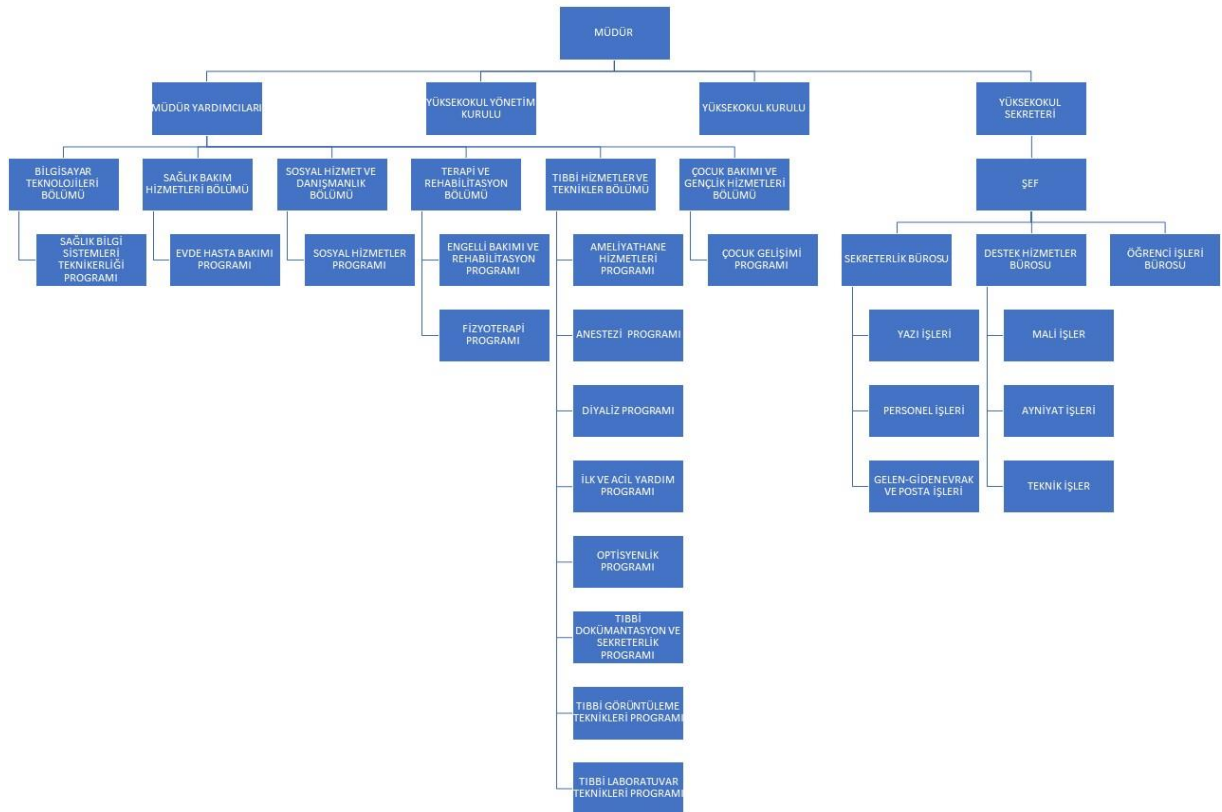 MÜDÜR
MÜDÜR YARDIMCILARI
YÜKSEKOKUL YÖNETİM
KURULU
YÜKSEKOKUL KURULU
YÜKSEKOKUL
SEKRETERİ
BİLGİSAYAR
TEKNOLOJİLERİ
BÖLÜMÜ
SAĞLIK BAKIM
HİZMETLERİ BÖLÜMÜ
SOSYAL HİZMET VE
DANIŞMANLIK
BÖLÜMÜ
TERAPİ VE
REHABİLİTASYON
BÖLÜMÜ
TIBBİ HİZMETLER VE
TEKNİKLER BÖLÜMÜ
ÇOCUK BAKIMI VE
GENÇLİK HİZMETLERİ
BÖLÜMÜ
ŞEF
SAĞLIK BİLGİ
SİSTEMLERİ
TEKNİKERLİĞİ
PROGRAMI
EVDE HASTA BAKIMI
PROGRAMI
SOSYAL HİZMETLER
PROGRAMI
ENGELLİ BAKIMI VE
REHABİLİTASYON
PROGRAMI
AMELİYATHANE
HİZMETLERİ
PROGRAMI
ÇOCUK GELİŞİMİ
PROGRAMI
SEKRETERLİK BÜROSU
DESTEK HİZMETLER
BÜROSU
ÖĞRENCİ İŞLERİ
BÜROSU
FİZYOTERAPİ
PROGRAMI
ANESTEZİ PROGRAMI
YAZI İŞLERİ
MALİ İŞLER
DİYALİZ PROGRAMI
PERSONEL İŞLERİ
AYNİYAT İŞLERİ
İLK VE ACİL YARDIM
PROGRAMI
GELEN-GİDEN EVRAK
VE POSTA İŞLERİ
TEKNİK İŞLER
OPTİSYENLİK
PROGRAMI
TIBBİ
DOKÜMANTASYON VE
SEKRETERLİK
PROGRAMI
TIBBİ GÖRÜNTÜLEME
TEKNİKLERİ PROGRAMI
TIBBİ LABORATUVAR
TEKNİKLERİ PROGRAMI